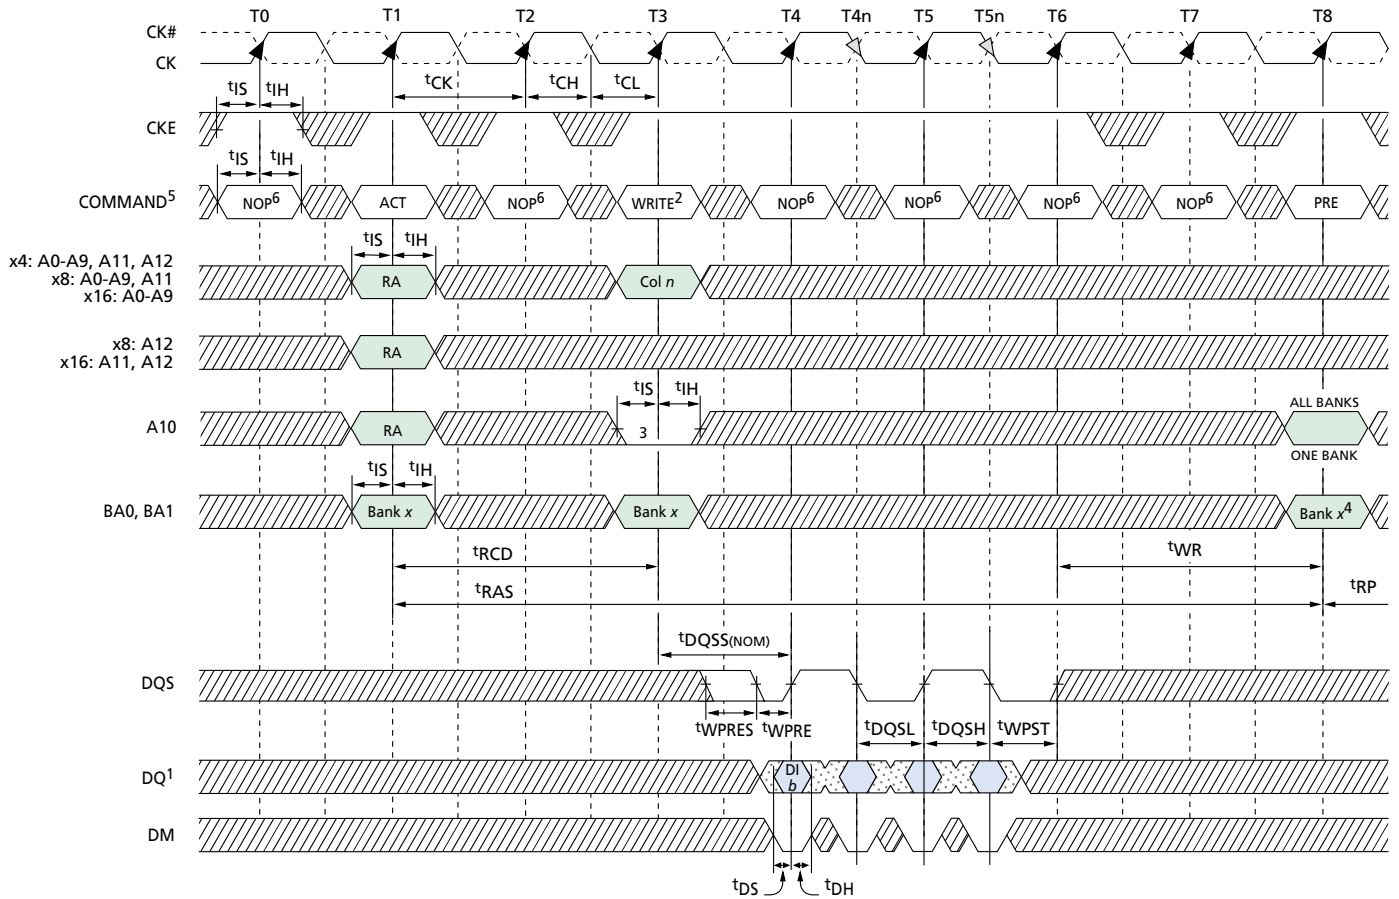 T0 T1 T2 T3 T4 T4n T5 T5n T6 T7 T8
CK#
CK
tIS tIH tCK tCH tCL
CKE
tIS tIH
COMMAND5 NOP6 ACT NOP6 WRITE2 NOP6 NOP6 NOP6 NOP6 PRE
tIS tIH
x4: A0-A9, A11, A12
x8: A0-A9, A11 RA Col n
x16: A0-A9
x8: A12
x16: A11, A12 RA
tIS tIH
ALL BANKS
A10 RA 3
ONE BANK
tIS tIH
BA0, BA1 Bank x Bank x Bank x4
tRCD tWR
tRAS tRP
tDQSS(NOM)
DQS
tWPRES tWPRE tDQSL tDQSH tWPST
DQ1 DI
b
DM
tDS tDH